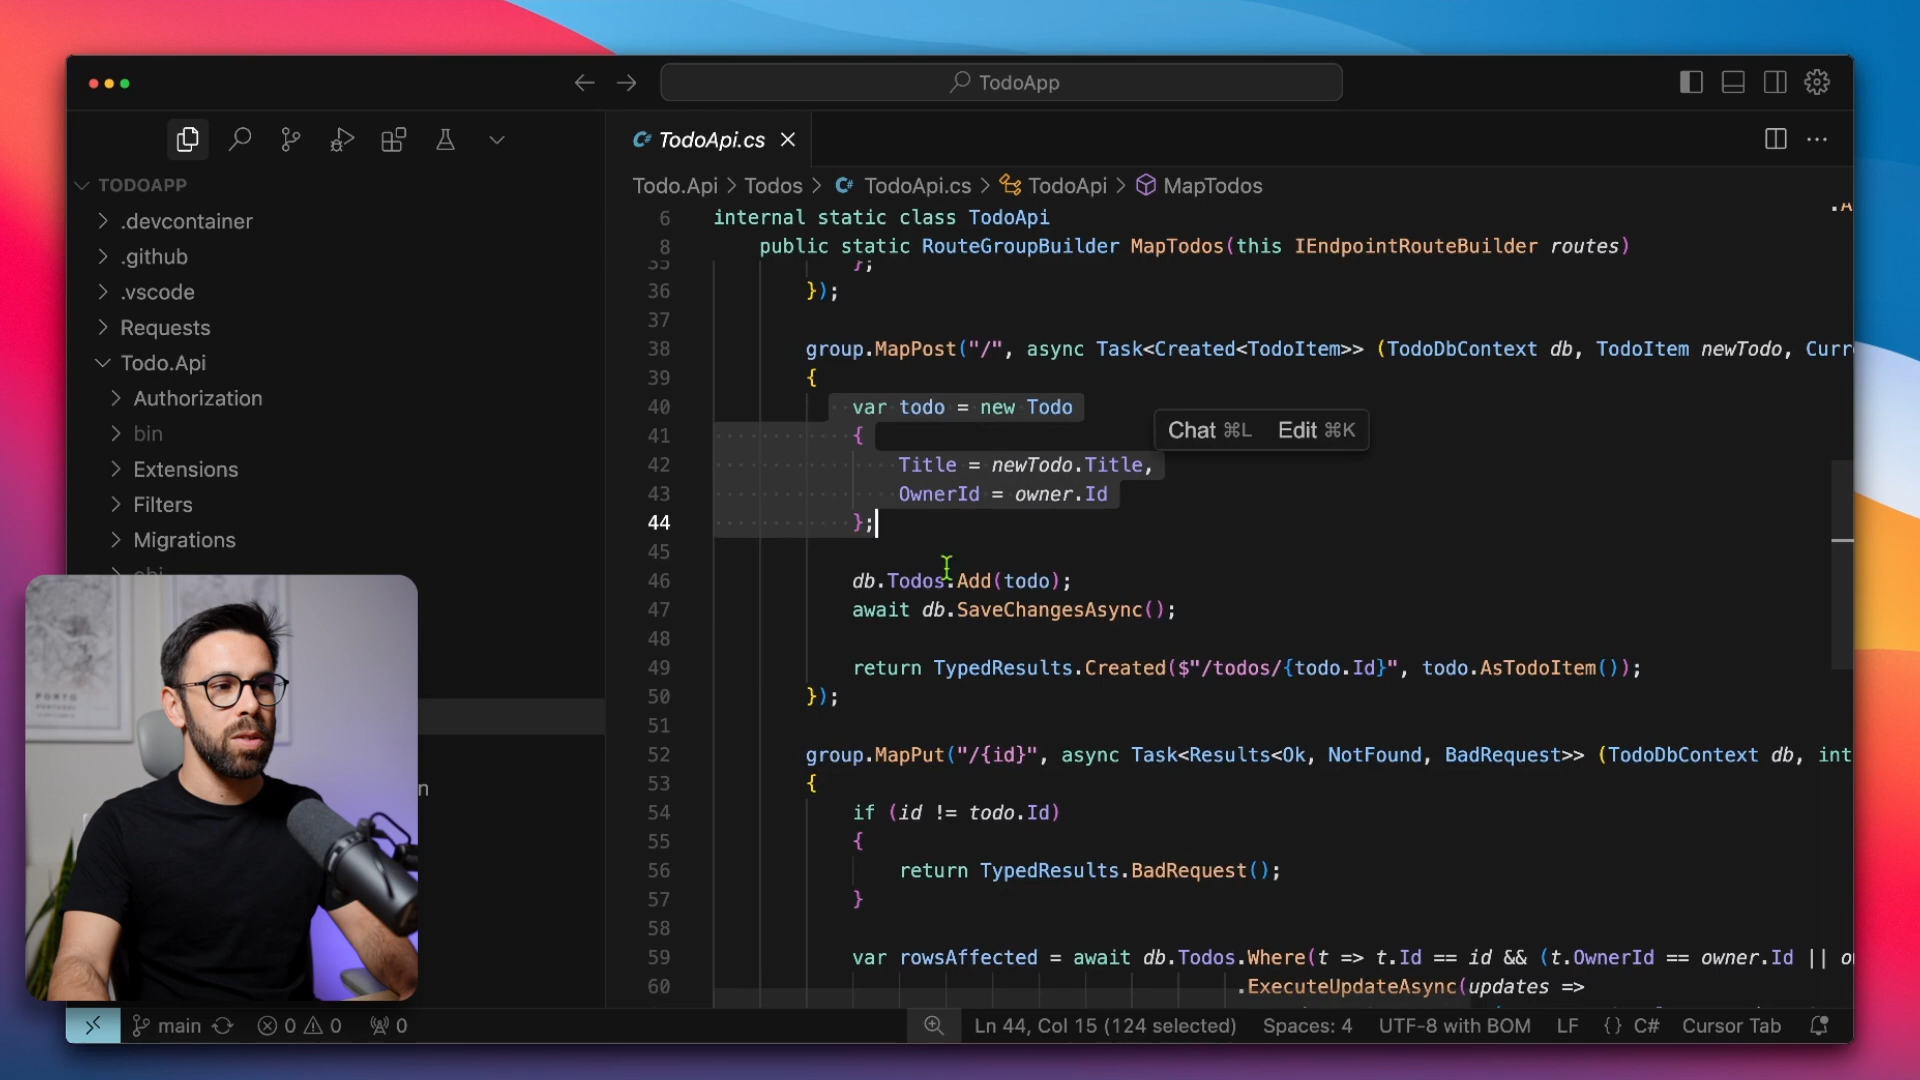 TodoApp
TodoApi.cs
TODOAPP
.devcontainer
.github
.vscode
Requests
Todo.Api
Authorization
bin
Extensions
Filters
Migrations
obj
PORTO
Todo.Api > Todos > TodoApi.cs > TodoApi > MapTodos
6 internal static class TodoApi
8 public static RouteGroupBuilder MapTodos(this IEndpointRouteBuilder routes)
35 };
36 });
37
38 group.MapPost("/", async Task<Created<TodoItem>> (TodoDbContext db, TodoItem newTodo, Curr
39 {
40 var todo = new Todo
41 {
Chat ⌘L Edit ⌘K
42 Title = newTodo.Title,
43 OwnerId = owner.Id
44 };
45
46 db.Todos.Add(todo);
47 await db.SaveChangesAsync();
48
49 return TypedResults.Created($"/todos/{todo.Id}", todo.AsTodoItem());
50 });
51
52 group.MapPut("/{id}", async Task<Results<Ok, NotFound, BadRequest>> (TodoDbContext db, int
53 {
54 if (id != todo.Id)
55 {
56 return TypedResults.BadRequest();
57 }
58
59 var rowsAffected = await db.Todos.Where(t => t.Id == id && (t.OwnerId == owner.Id || o
60 .ExecuteUpdateAsync(updates =>
main 0 0 0
Ln 44, Col 15 (124 selected) Spaces: 4 UTF-8 with BOM LF {} C# Cursor Tab